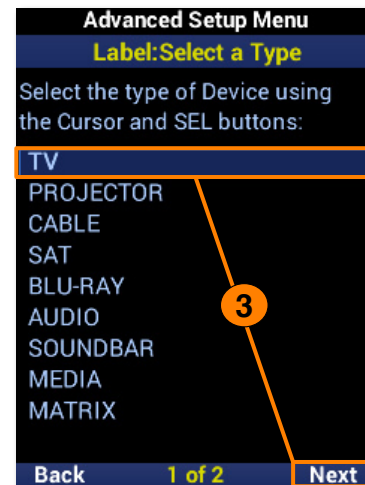 Advanced Setup Menu
Label:Select a Type
Select the type of Device using
the Cursor and SEL buttons:
TV
PROJECTOR
CABLE
SAT
BLU-RAY
AUDIO
SOUNDBAR
MEDIA
MATRIX
3
Back 1 of 2 Next